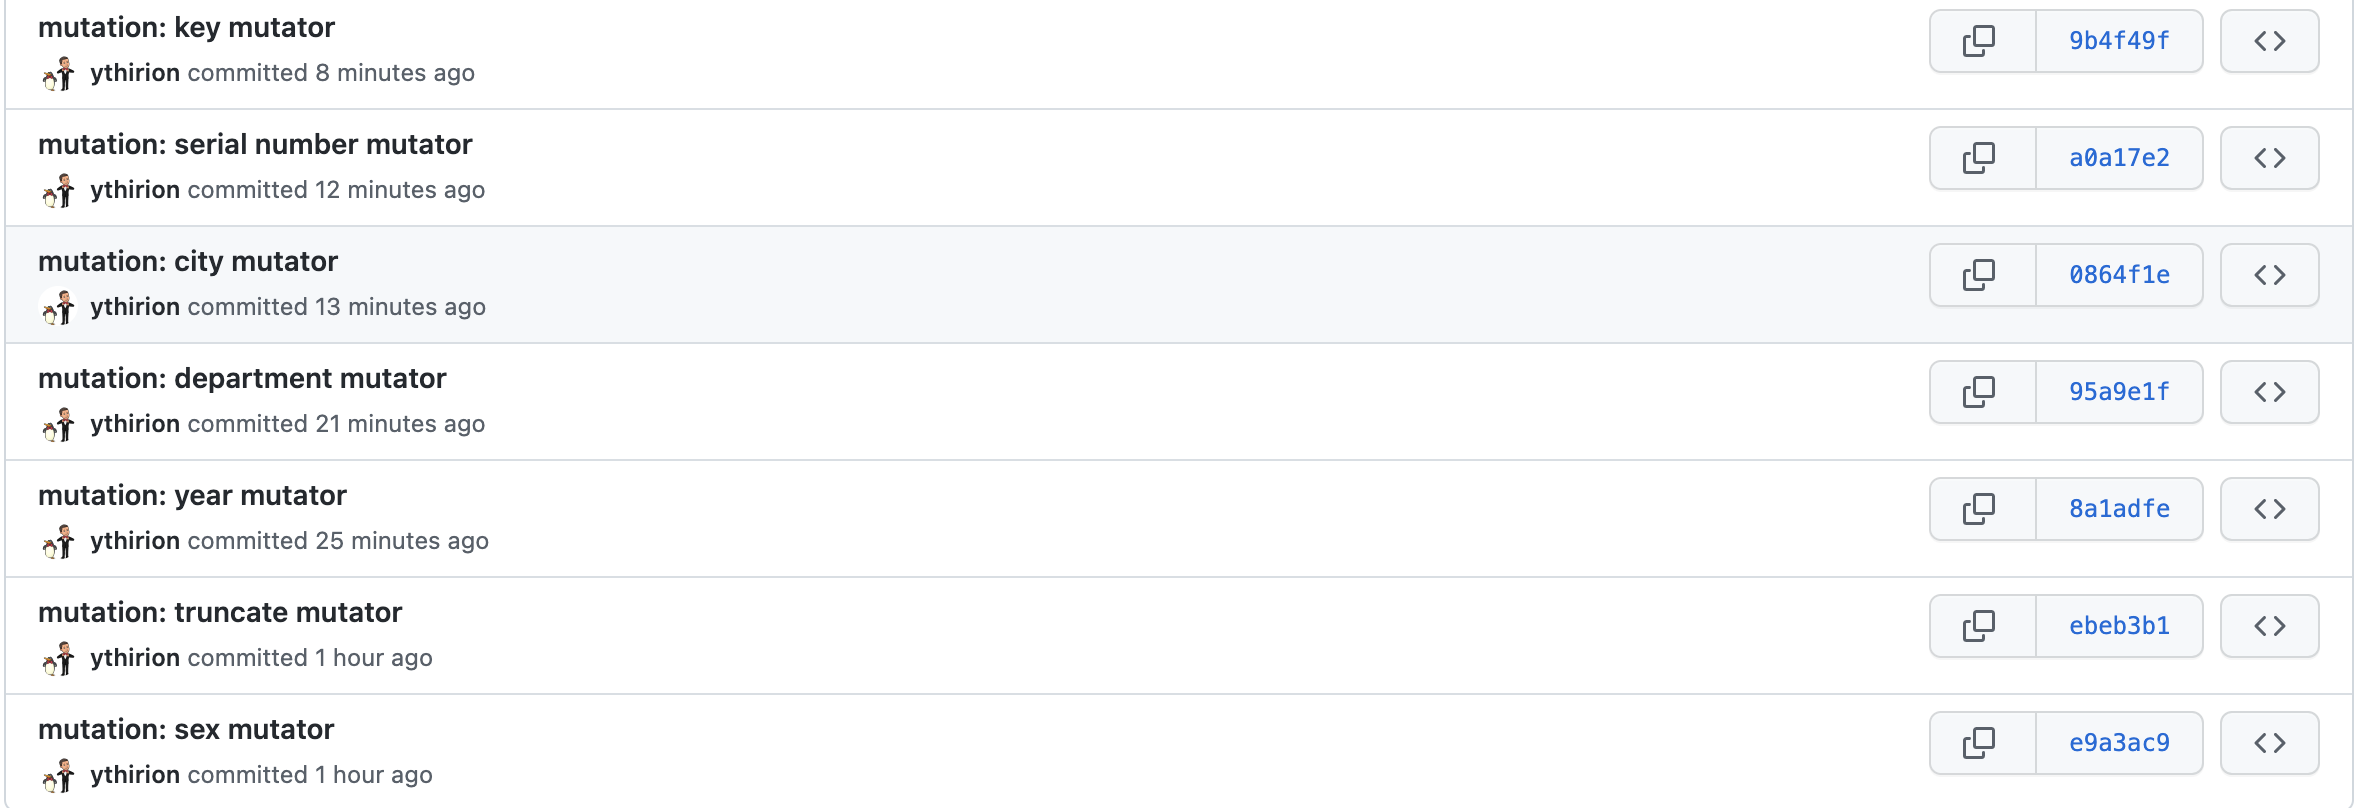 mutation: key mutator
ythirion committed 8 minutes ago
9b4f49f
mutation: serial number mutator
ythirion committed 12 minutes ago
a0a17e2
mutation: city mutator
ythirion committed 13 minutes ago
0864f1e
mutation: department mutator
ythirion committed 21 minutes ago
95a9e1f
mutation: year mutator
ythirion committed 25 minutes ago
8a1adfe
mutation: truncate mutator
ythirion committed 1 hour ago
ebeb3b1
mutation: sex mutator
ythirion committed 1 hour ago
e9a3ac9